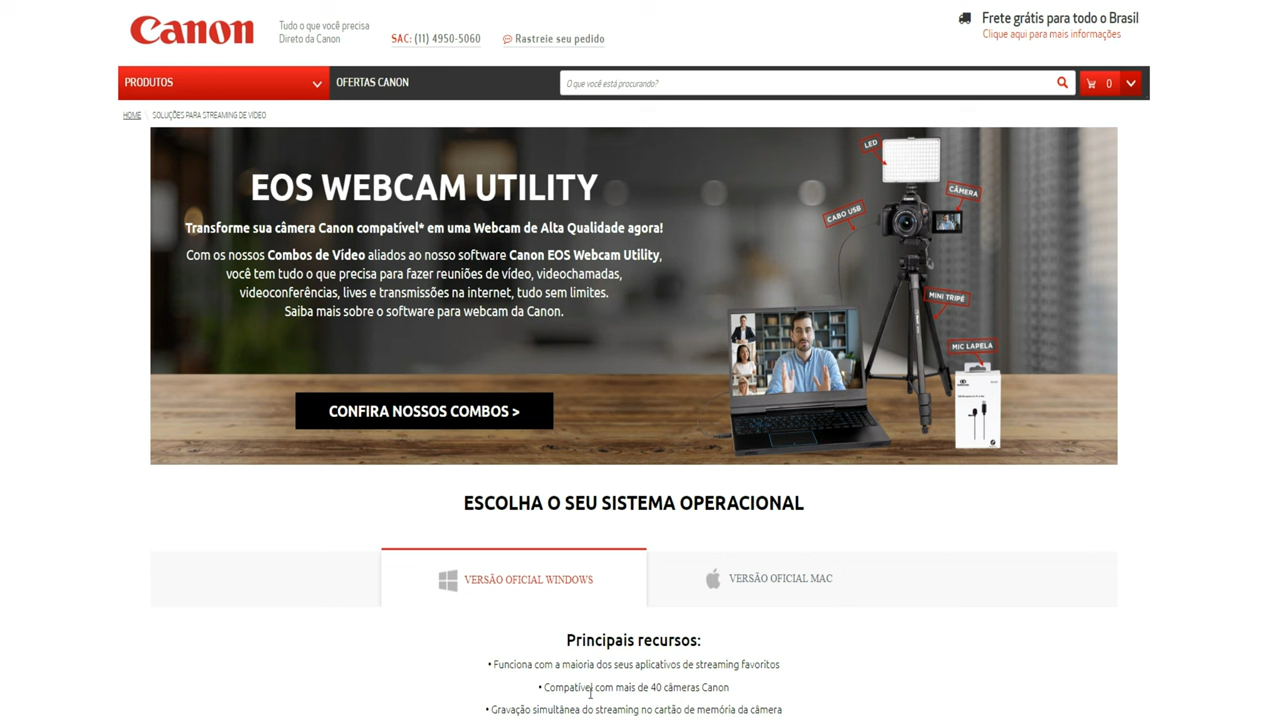 Canon
Tudo o que você precisa
Direto da Canon
SAC: (11) 4950-5060
Rastreie seu pedido
Frete grátis para todo o Brasil
Clique aqui para mais informações
PRODUTOS
OFERTAS CANON
O que você está procurando?
0
HOME \ SOLUÇÕES PARA STREAMING DE VÍDEO
EOS WEBCAM UTILITY
Transforme sua câmera Canon compatível* em uma Webcam de Alta Qualidade agora!
Com os nossos Combos de Vídeo aliados ao nosso software Canon EOS Webcam Utility,
você tem tudo o que precisa para fazer reuniões de vídeo, videochamadas,
videoconferências, lives e transmissões na internet, tudo sem limites.
Saiba mais sobre o software para webcam da Canon.
CONFIRA NOSSOS COMBOS >
LED
CÂMERA
CABO USB
MINI TRIPÉ
MIC LAPELA
ESCOLHA O SEU SISTEMA OPERACIONAL
VERSÃO OFICIAL WINDOWS
VERSÃO OFICIAL MAC
Principais recursos:
• Funciona com a maioria dos seus aplicativos de streaming favoritos
• Compatível com mais de 40 câmeras Canon
• Gravação simultânea do streaming no cartão de memória da câmera